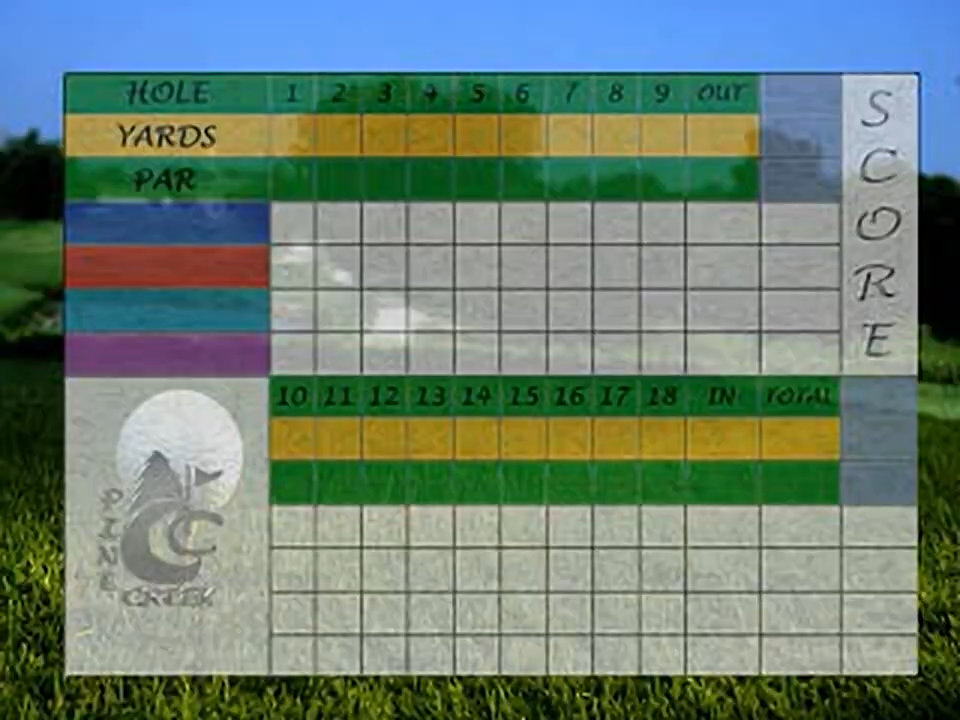 HOLE 1 2 3 4 5 6 7 8 9 OUT
YARDS
PAR
SCORE
10 11 12 13 14 15 16 17 18 IN TOTAL
CC
PINE
CREEK